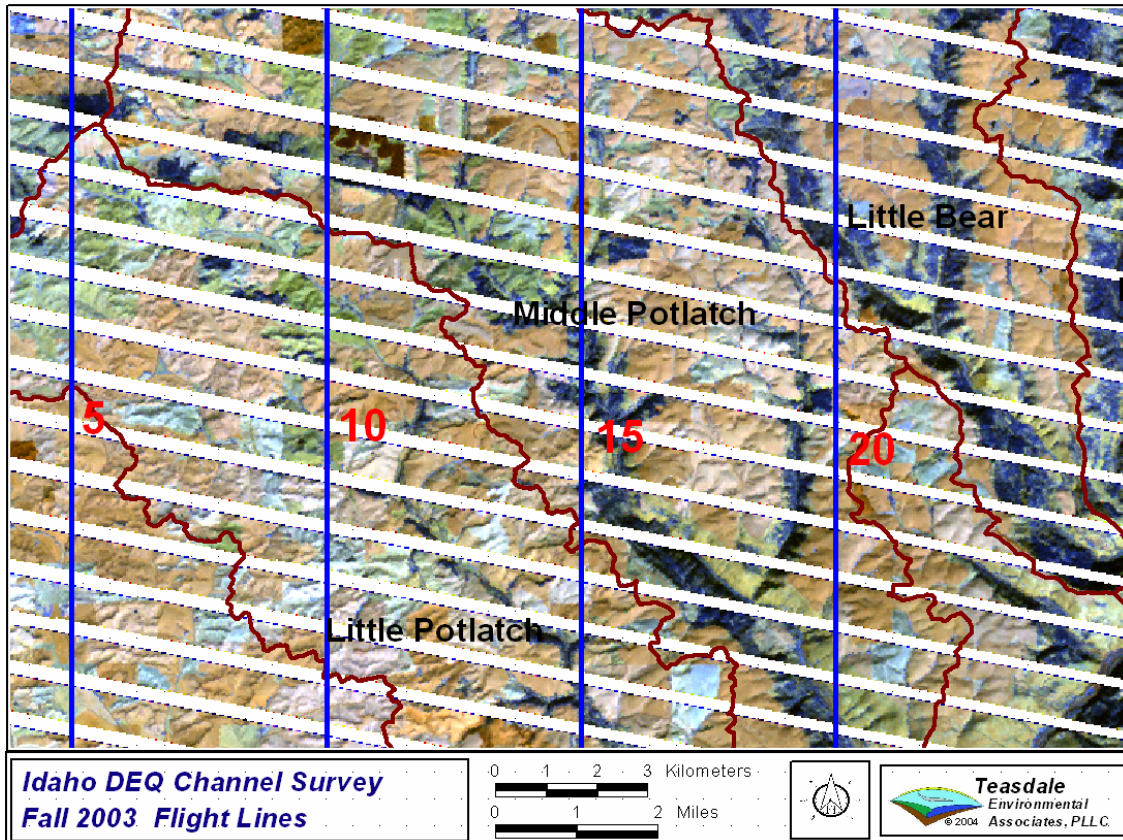 Little Bear
Middle Potlatch
5
10
15
20
Little Potlatch
Idaho DEQ Channel Survey
Fall 2003 Flight Lines
0 1 2 3 Kilometers
0 1 2 Miles
N
Teasdale
Environmental
© 2004 Associates, PLLC.